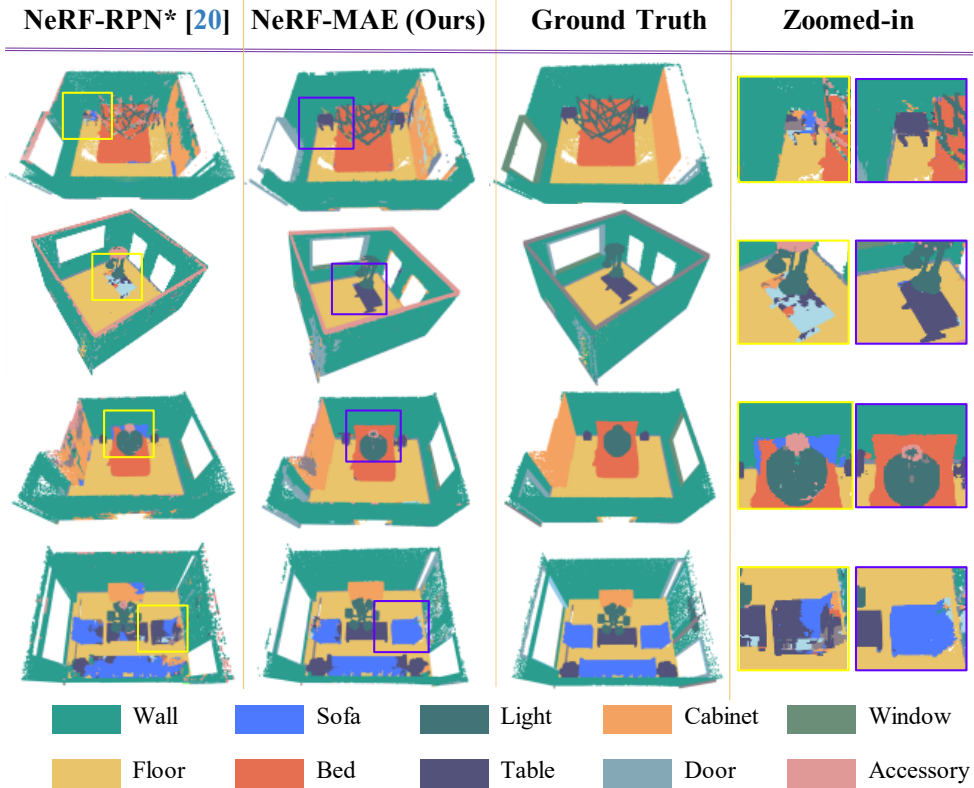 NeRF-RPN* [20] NeRF-MAE (Ours) Ground Truth Zoomed-in
Wall Sofa Light Cabinet Window
Floor Bed Table Door Accessory